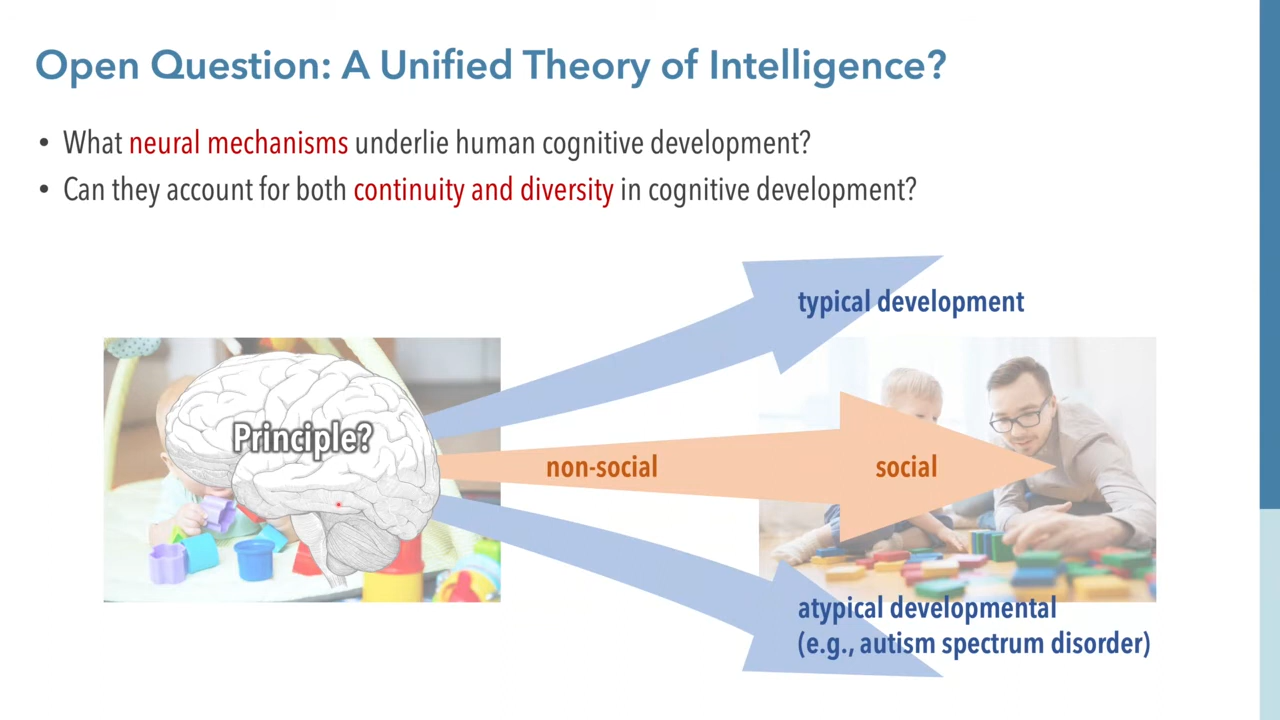 Open Question: A Unified Theory of Intelligence?
• What neural mechanisms underlie human cognitive development?
• Can they account for both continuity and diversity in cognitive development?
typical development
Principle?
non-social
social
atypical developmental
(e.g., autism spectrum disorder)